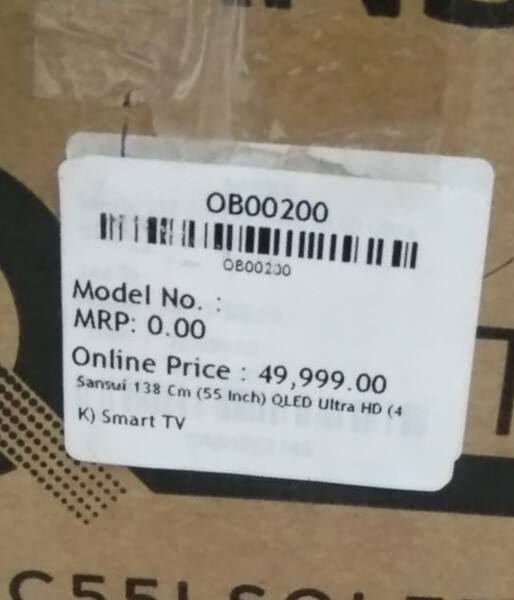 OB00200
OB00200
Model No. :
MRP: 0.00
Online Price : 49,999.00
Sansui 138 Cm (55 Inch) QLED Ultra HD (4
K) Smart TV